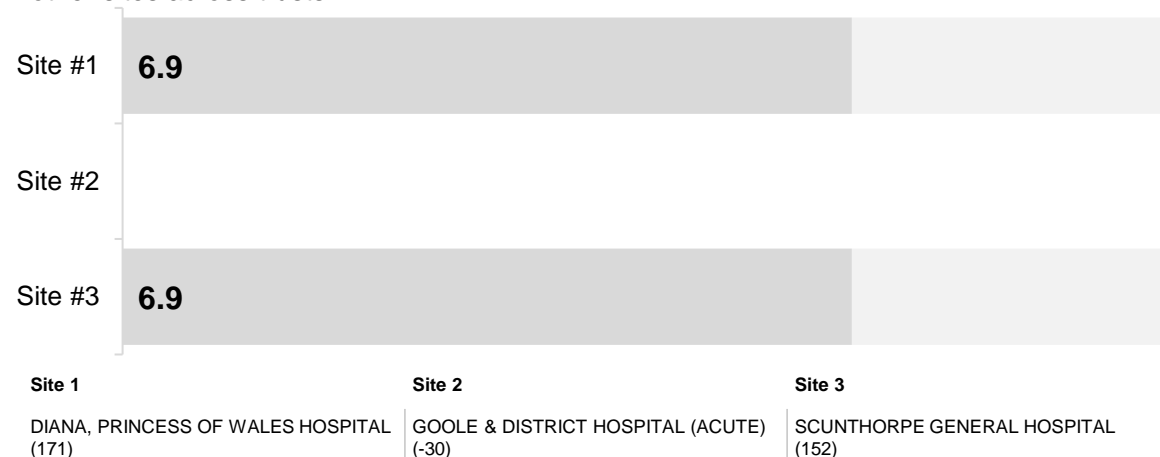 Site #1
6.9
Site #2
Site #3
6.9
Site 1
Site 2
Site 3
DIANA, PRINCESS OF WALES HOSPITAL
(171)
GOOLE & DISTRICT HOSPITAL (ACUTE)
(-30)
SCUNTHORPE GENERAL HOSPITAL
(152)